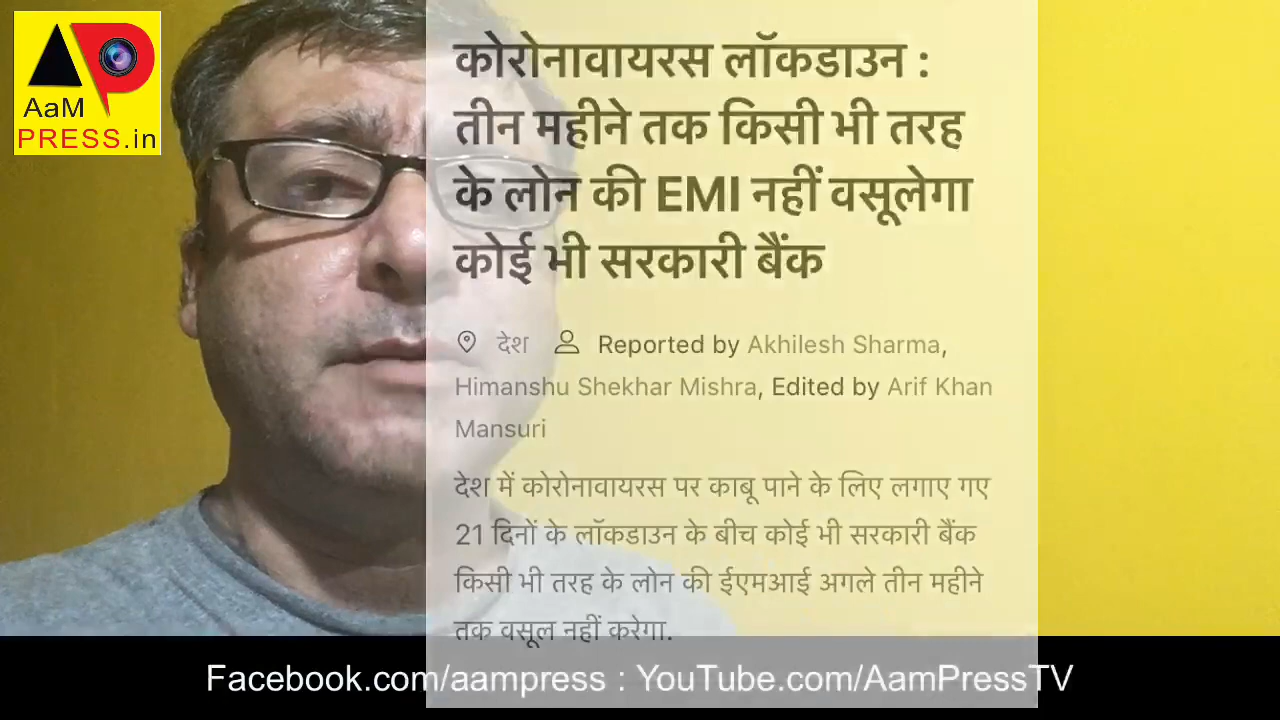 AP
AaM
PRESS.in
कोरोनावायरस लॉकडाउन :
तीन महीने तक किसी भी तरह
के लोन की EMI नहीं वसूलेगा
कोई भी सरकारी बैंक
देश Reported by Akhilesh Sharma,
Himanshu Shekhar Mishra, Edited by Arif Khan
Mansuri
देश में कोरोनावायरस पर काबू पाने के लिए लगाए गए
21 दिनों के लॉकडाउन के बीच कोई भी सरकारी बैंक
किसी भी तरह के लोन की ईएमआई अगले तीन महीने
तक वसूल नहीं करेगा.
Facebook.com/aampress : YouTube.com/AamPressTV